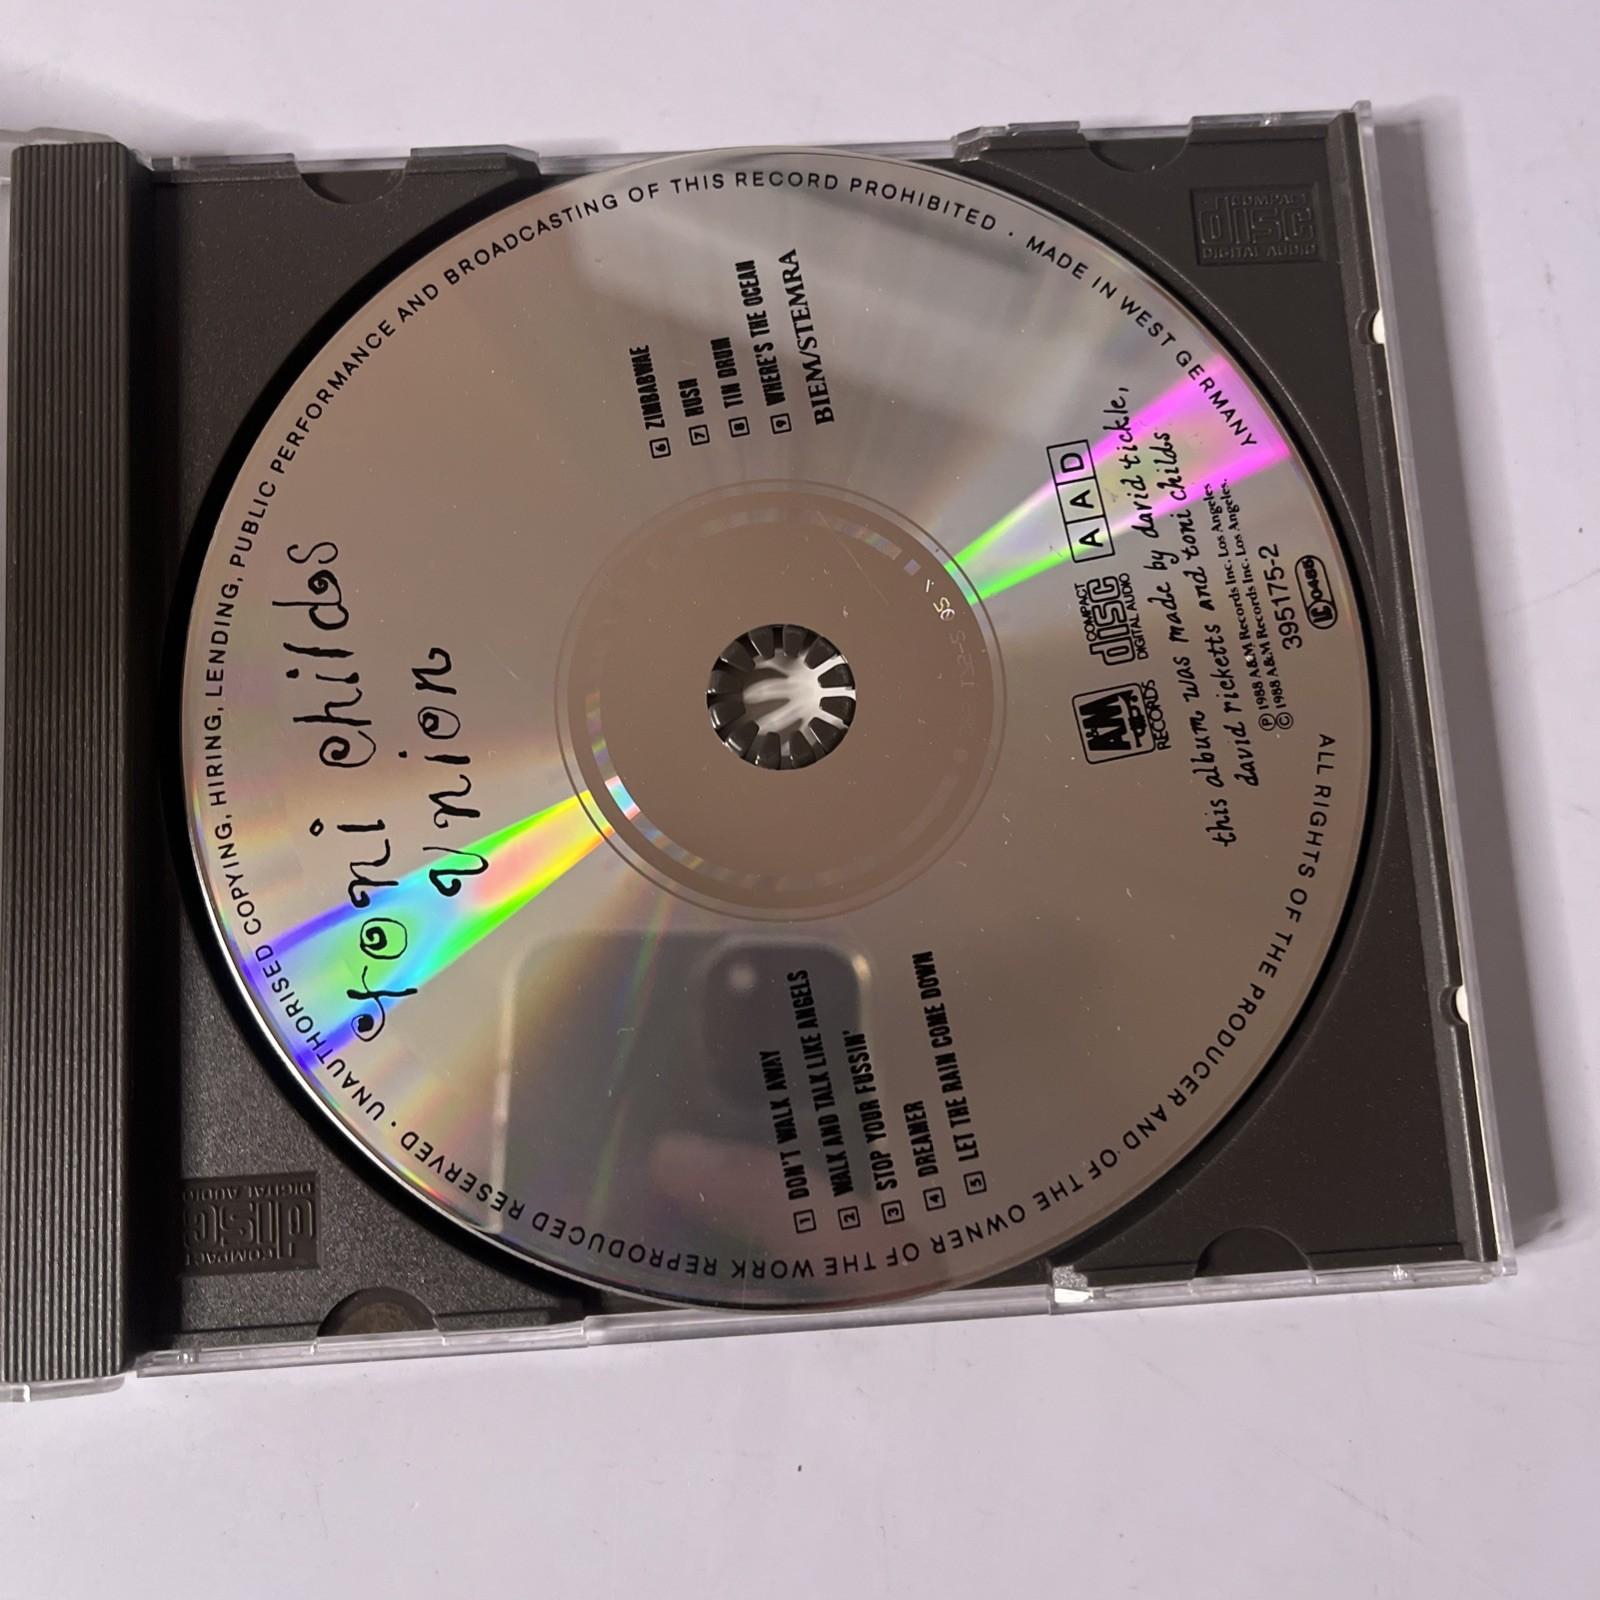 toni childs
union
UNAUTHORISED COPYING, HIRING, LENDING, PUBLIC PERFORMANCE AND BROADCASTING OF THIS RECORD PROHIBITED · MADE IN WEST GERMANY
ALL RIGHTS OF THE PRODUCER AND OF THE OWNER OF THE WORK REPRODUCED RESERVED ·
1 DON'T WALK AWAY
2 WALK AND TALK LIKE ANGELS
3 STOP YOUR FUSSIN'
4 DREAMER
5 LET THE RAIN COME DOWN
6 ZIMBABWAE
7 HUSH
8 TIN DRUM
9 WHERE'S THE OCEAN
BIEM/STEMRA
A&M
RECORDS
COMPACT
disc
DIGITAL AUDIO
A A D
this album was made by david tickle,
david ricketts and toni childs
℗ 1988 A&M Records Inc. Los Angeles
© 1988 A&M Records Inc. Los Angeles.
395175-2
LC 0485
COMPACT
disc
DIGITAL AUDIO
COMPACT
disc
DIGITAL AUDIO